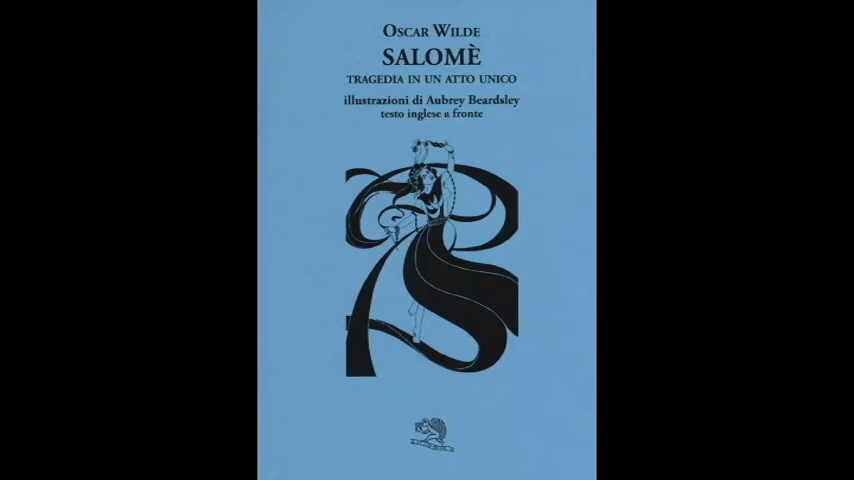 OSCAR WILDE
SALOMÈ
TRAGEDIA IN UN ATTO UNICO
illustrazioni di Aubrey Beardsley
testo inglese a fronte